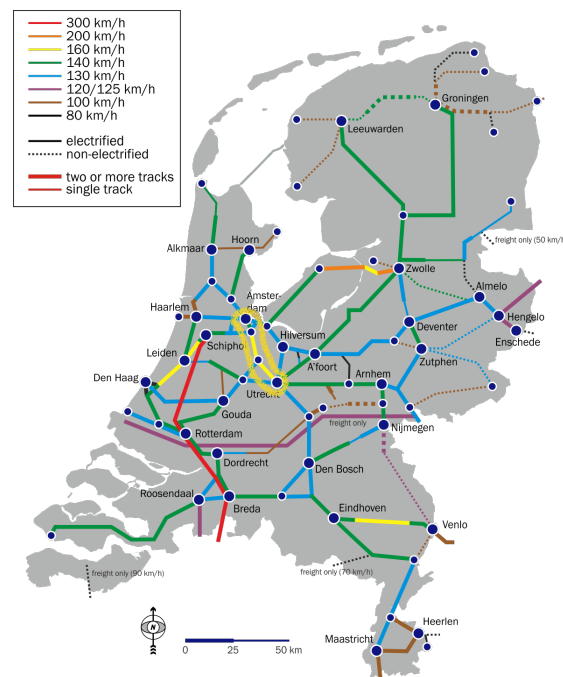 300 km/h
200 km/h
160 km/h
140 km/h
130 km/h
120/125 km/h
100 km/h
80 km/h
electrified
non-electrified
two or more tracks
single track
Groningen
Leeuwarden
freight only (50 km/h
Alkmaar
Hoorn
Zwolle
Almelo
Amster-
dam
Haarlem
Hengelo
Deventer
Enschede
Schipho
Hilversum
Zutphen
Leiden
A'foort
Den Haag
Arnhem
Utrecht
Gouda
freight only
Nijmegen
Rotterdam
Dordrecht
Den Bosch
Roosendaal
Breda
Eindhoven
Venlo
freight only (90 km/h)
freight only (70 km/h)
N
Heerlen
Maastricht
0 25 50 km